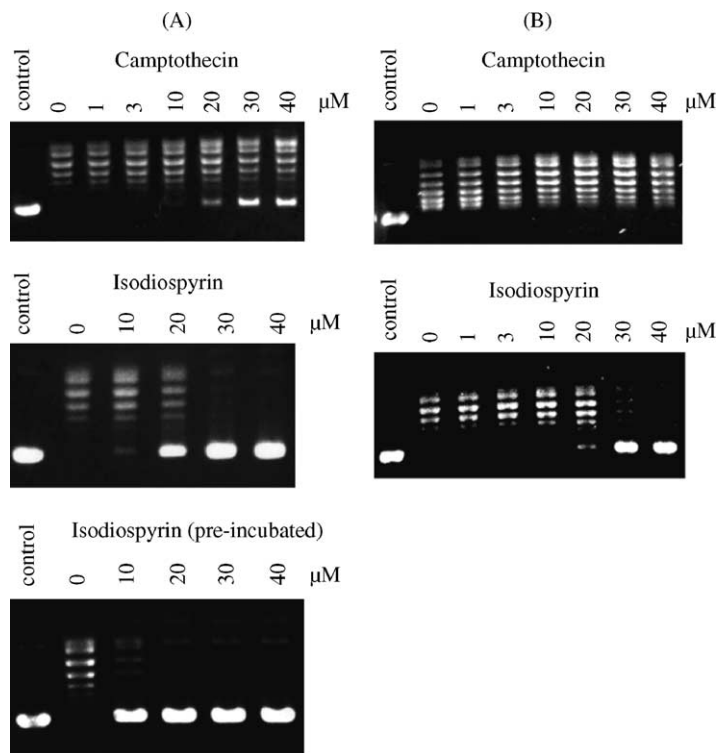 (A)
Camptothecin
control 0 1 3 10 20 30 40 μM
Isodiospyrin
control 0 10 20 30 40
Isodiospyrin (pre-incubated)
control 0 10 20 30 40 μM
(B)
Camptothecin
control 0 1 3 10 20 30 40 μM
Isodiospyrin
control 0 1 3 10 20 30 40 μM